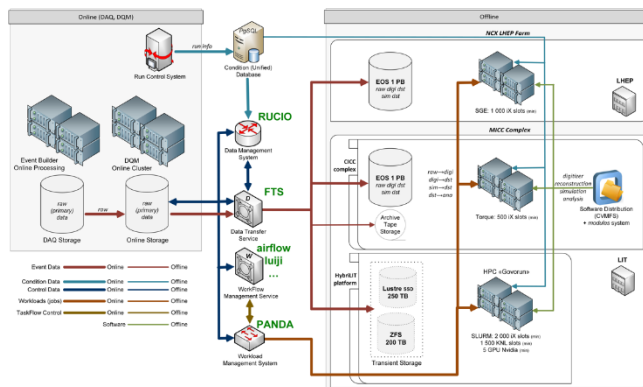 Online (DAQ, DQM)
Offline
NCX LHEP Farm
PgSQL
run info
Run Control System
Condition (Unified)
Database
EOS 1 PB
raw digi dst
sim dst
LHEP
SGE: 1 000 iX slots
RUCIO
Data Management
System
MICC Complex
Event Builder
Online Processing
DQM
Online Cluster
CICC
complex
EOS 1 PB
raw digi dst
sim dst
raw→digi
digi→dst
sim→dst
dst→ana
digitizer
reconstruction
simulation
analysis
Software Distribution
(CVMFS)
+ modules system
Torque: 500 iX slots
FTS
D
Data Transfer
Service
Archive
Tape
Storage
raw
(primary)
data
raw
raw
(primary)
data
DAQ Storage
Online Storage
airflow
luiji
...
W
WorkFlow
Management Service
HybriLIT
platform
Lustre ssd
258 TB
ZFS
200 TB
Transient Storage
HPC «Govorun»
LIT
SLURM: 2 000 iX slots
1 500 KNL slots
5 GPU Nvidia
PANDA
Workload
Management System
Event Data Online Offline
Condition Data Online Offline
Control Data Online Offline
Workloads (jobs) Online Offline
TaskFlow Control Online Offline
Software Offline